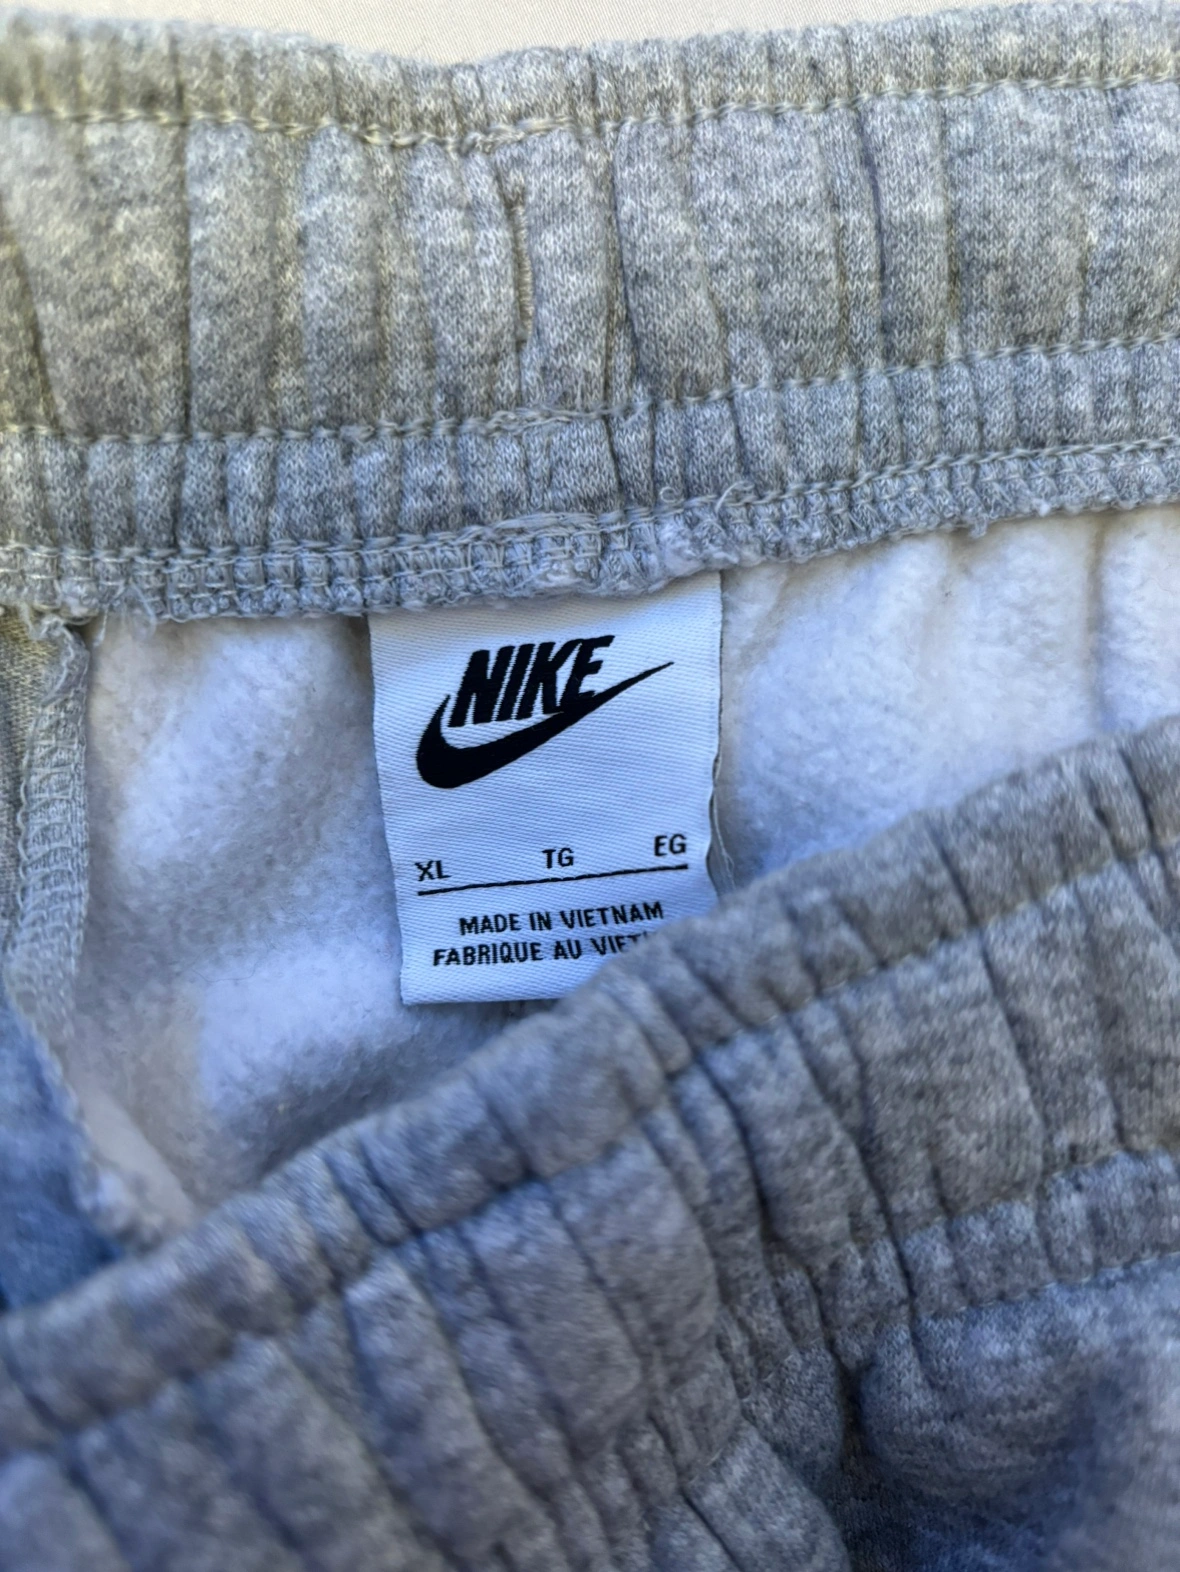 NIKE
XL TG EG
MADE IN VIETNAM
FABRIQUE AU